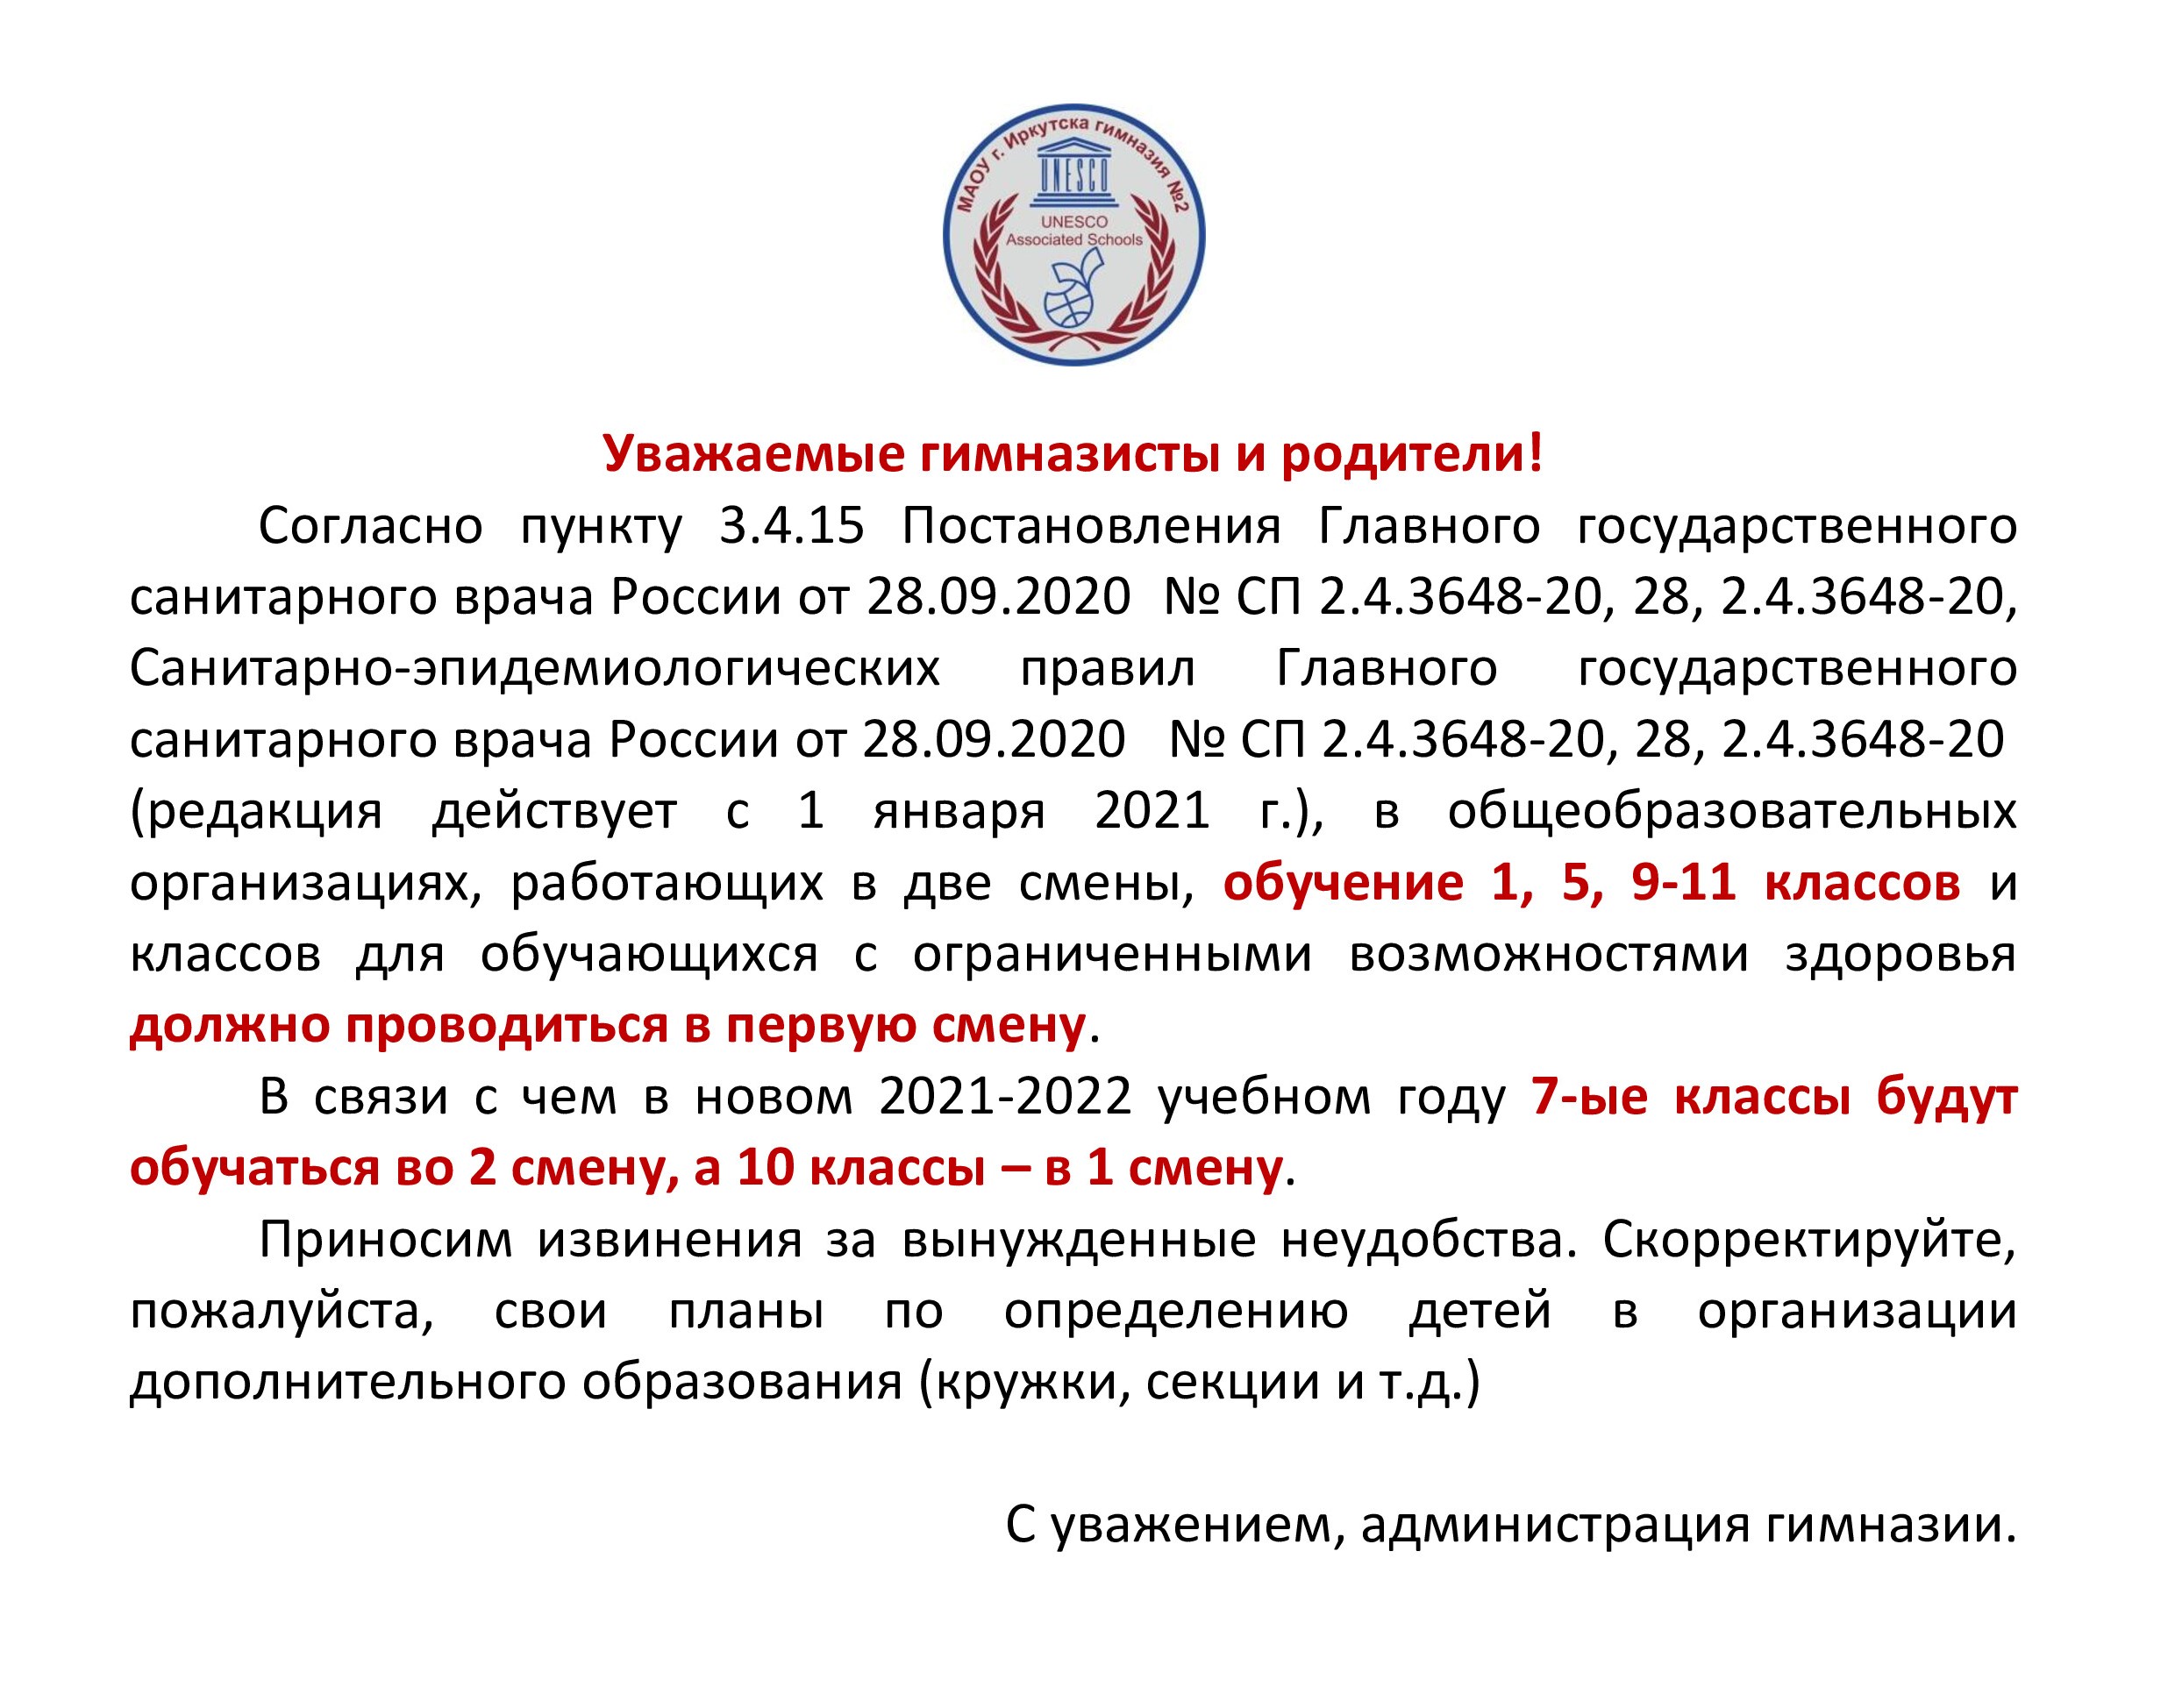 МАОУ г. Иркутска гимназия №2
UNESCO
UNESCO
Associated Schools
Уважаемые гимназисты и родители!
Согласно пункту 3.4.15 Постановления Главного государственного
санитарного врача России от 28.09.2020 № СП 2.4.3648-20, 28, 2.4.3648-20,
Санитарно-эпидемиологических правил Главного государственного
санитарного врача России от 28.09.2020 № СП 2.4.3648-20, 28, 2.4.3648-20
(редакция действует с 1 января 2021 г.), в общеобразовательных
организациях, работающих в две смены, обучение 1, 5, 9-11 классов и
классов для обучающихся с ограниченными возможностями здоровья
должно проводиться в первую смену.
В связи с чем в новом 2021-2022 учебном году 7-ые классы будут
обучаться во 2 смену, а 10 классы – в 1 смену.
Приносим извинения за вынужденные неудобства. Скорректируйте,
пожалуйста, свои планы по определению детей в организации
дополнительного образования (кружки, секции и т.д.)
С уважением, администрация гимназии.